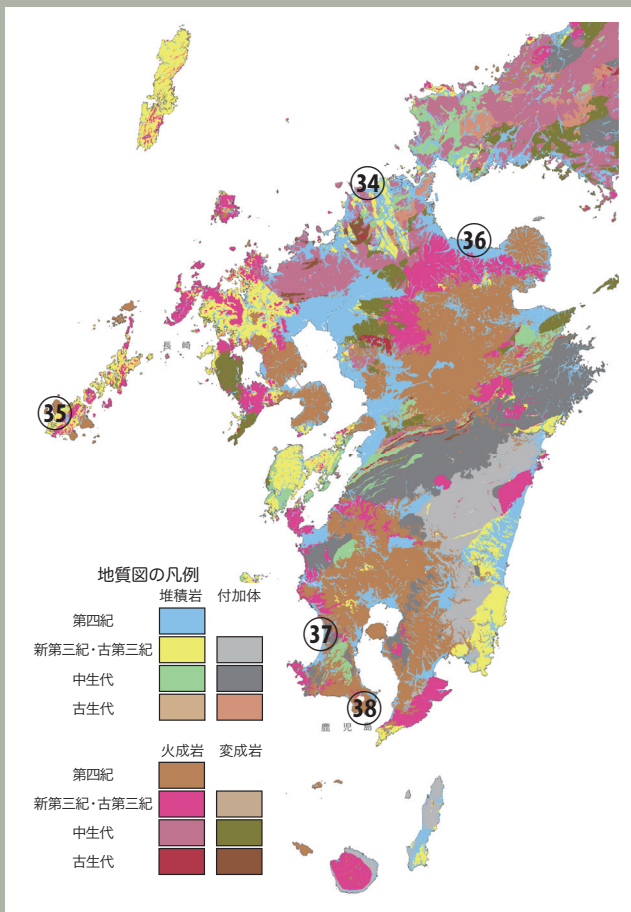 34
36
長崎
35
地質図の凡例
堆積岩 付加体
第四紀
新第三紀・古第三紀
中生代
古生代
37
38
鹿児島
火成岩 変成岩
第四紀
新第三紀・古第三紀
中生代
古生代